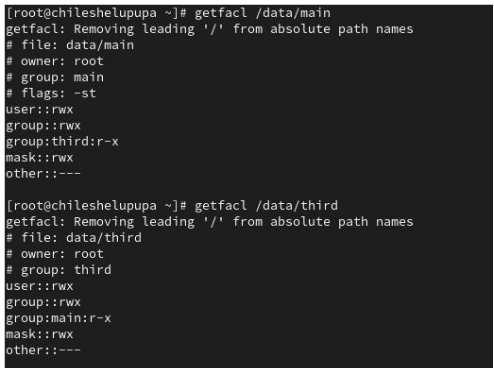 [root@chileshelupupa ~]# getfacl /data/main
getfacl: Removing leading '/' from absolute path names
# file: data/main
# owner: root
# group: main
# flags: -st
user::rwx
group::rwx
group:third:r-x
mask::rwx
other::---
[root@chileshelupupa ~]# getfacl /data/third
getfacl: Removing leading '/' from absolute path names
# file: data/third
# owner: root
# group: third
user::rwx
group::rwx
group:main:r-x
mask::rwx
other::---